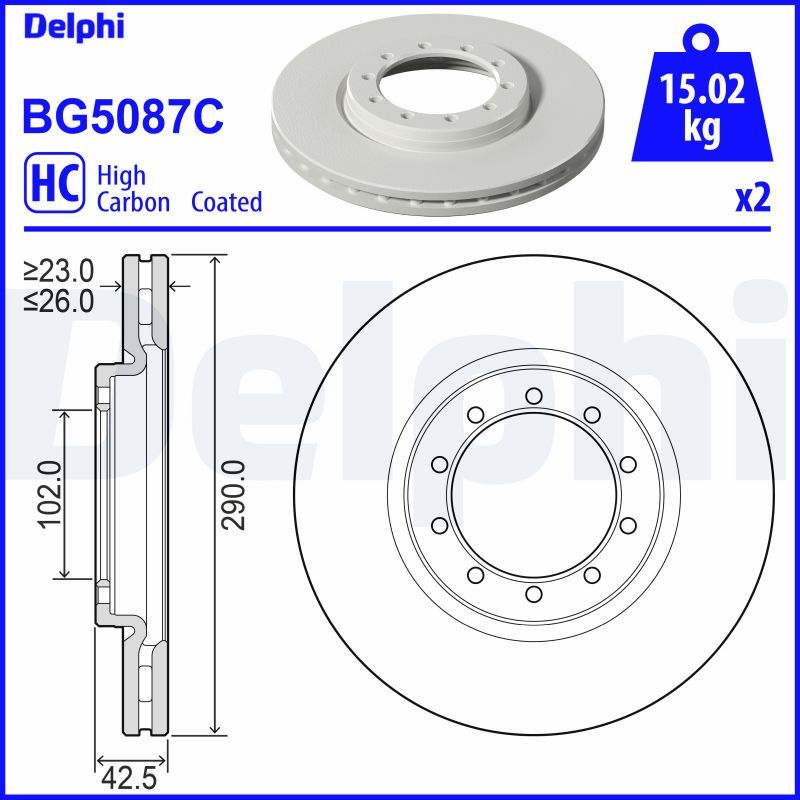 Delphi
BG5087C
HC High
Carbon Coated
15.02
kg
x2
≥23.0
≤26.0
Delphi
102.0
290.0
42.5